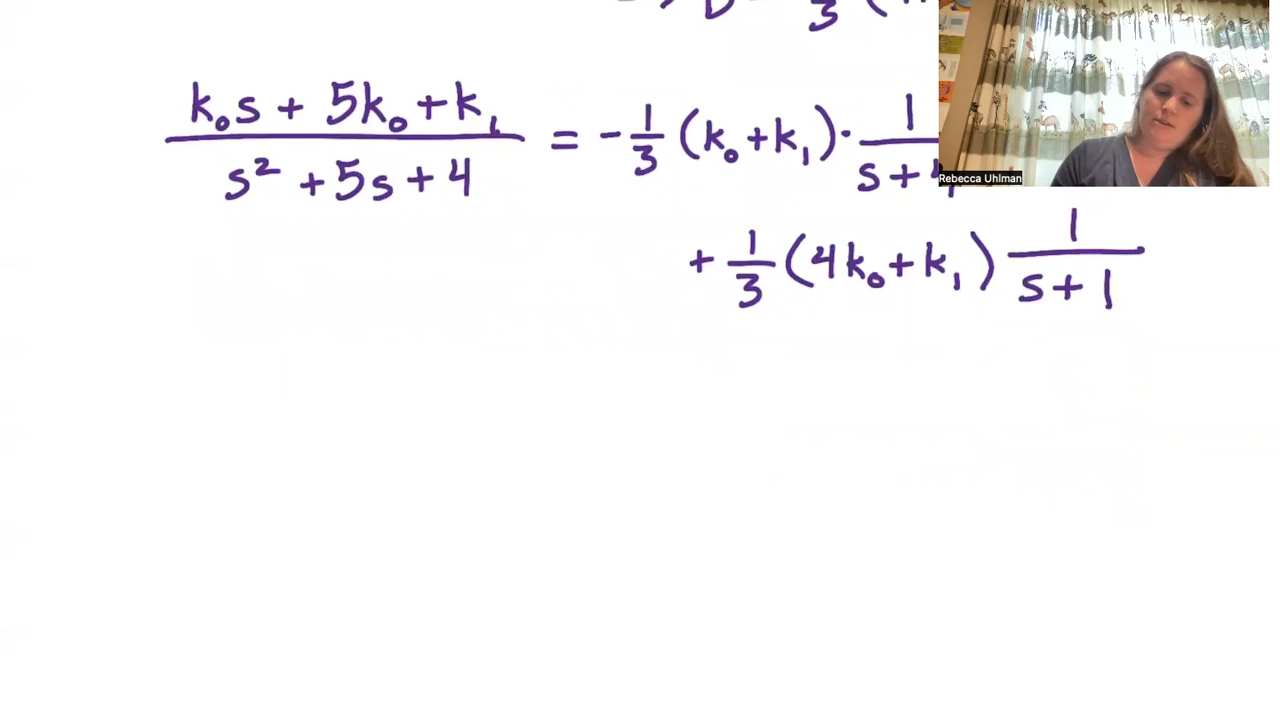 k₀s + 5k₀ + k₁ / s² + 5s + 4 = -1/3 (k₀ + k₁) · 1 / s +
+ 1/3 (4k₀ + k₁) 1 / s + 1
Rebecca Uhlman